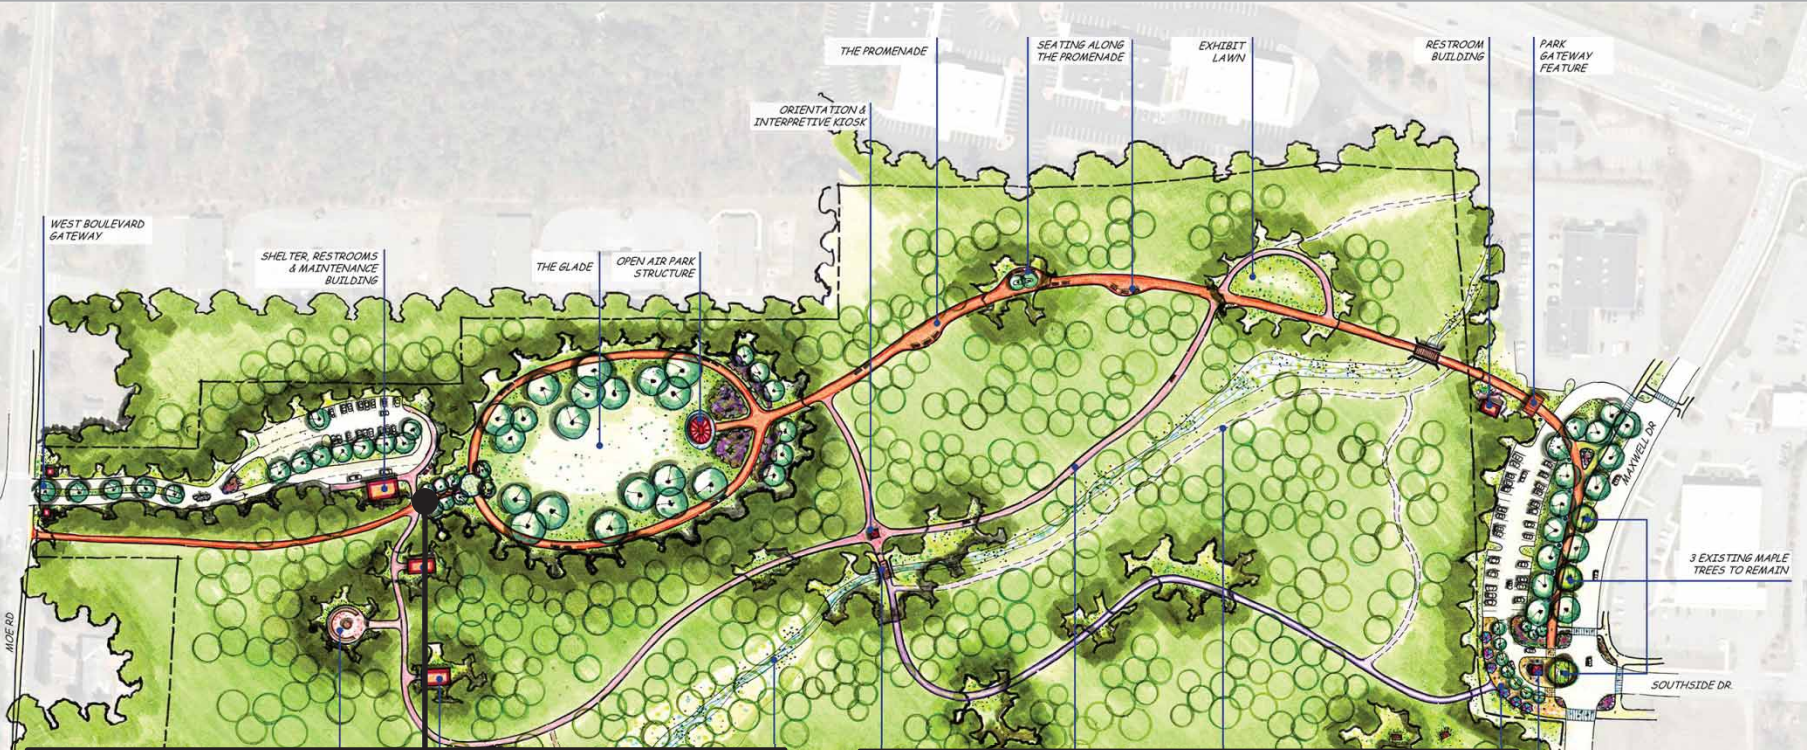 THE PROMENADE
SEATING ALONG
THE PROMENADE
EXHIBIT
LAWN
RESTROOM
BUILDING
PARK
GATEWAY
FEATURE
ORIENTATION &
INTERPRETIVE KIOSK
WEST BOULEVARD
GATEWAY
SHELTER, RESTROOMS
& MAINTENANCE
BUILDING
THE GLADE
OPEN AIR PARK
STRUCTURE
MAXWELL DR
3 EXISTING MAPLE
TREES TO REMAIN
MOE RD
SOUTHSIDE DR.